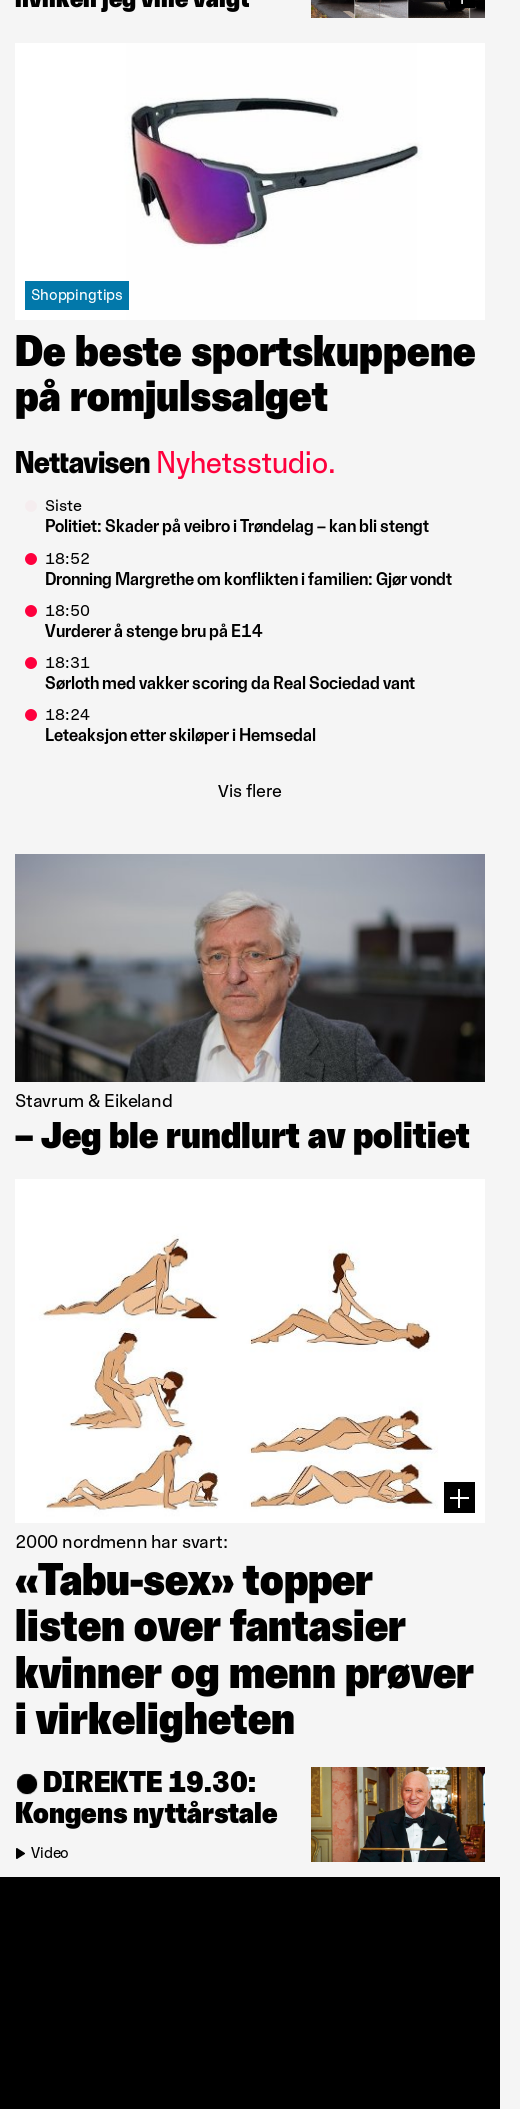 hvilken jeg ville valgt
Shoppingtips
De beste sportskuppene
på romjulssalget
Nettavisen Nyhetsstudio.
Siste
Politiet: Skader på veibro i Trøndelag – kan bli stengt
18:52
Dronning Margrethe om konflikten i familien: Gjør vondt
18:50
Vurderer å stenge bru på E14
18:31
Sørloth med vakker scoring da Real Sociedad vant
18:24
Leteaksjon etter skiløper i Hemsedal
Vis flere
Stavrum & Eikeland
– Jeg ble rundlurt av politiet
2000 nordmenn har svart:
«Tabu-sex» topper
listen over fantasier
kvinner og menn prøver
i virkeligheten
DIREKTE 19.30:
Kongens nyttårstale
Video